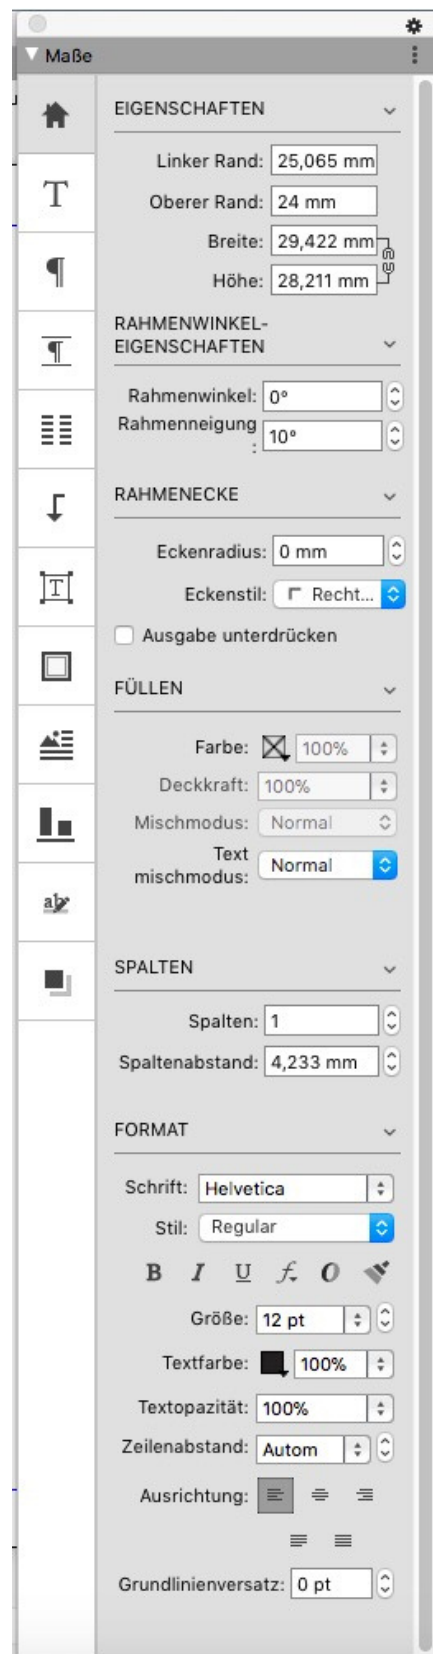 Maße
EIGENSCHAFTEN
Linker Rand: 25,065 mm
Oberer Rand: 24 mm
Breite: 29,422 mm
Höhe: 28,211 mm
RAHMENWINKEL-
EIGENSCHAFTEN
Rahmenwinkel: 0°
Rahmenneigung
: 10°
RAHMENECKE
Eckenradius: 0 mm
Eckenstil: Recht...
Ausgabe unterdrücken
FÜLLEN
Farbe: 100%
Deckkraft: 100%
Mischmodus: Normal
Text
mischmodus: Normal
SPALTEN
Spalten: 1
Spaltenabstand: 4,233 mm
FORMAT
Schrift: Helvetica
Stil: Regular
B I U f O
Größe: 12 pt
Textfarbe: 100%
Textopazität: 100%
Zeilenabstand: Autom
Ausrichtung:
Grundlinienversatz: 0 pt